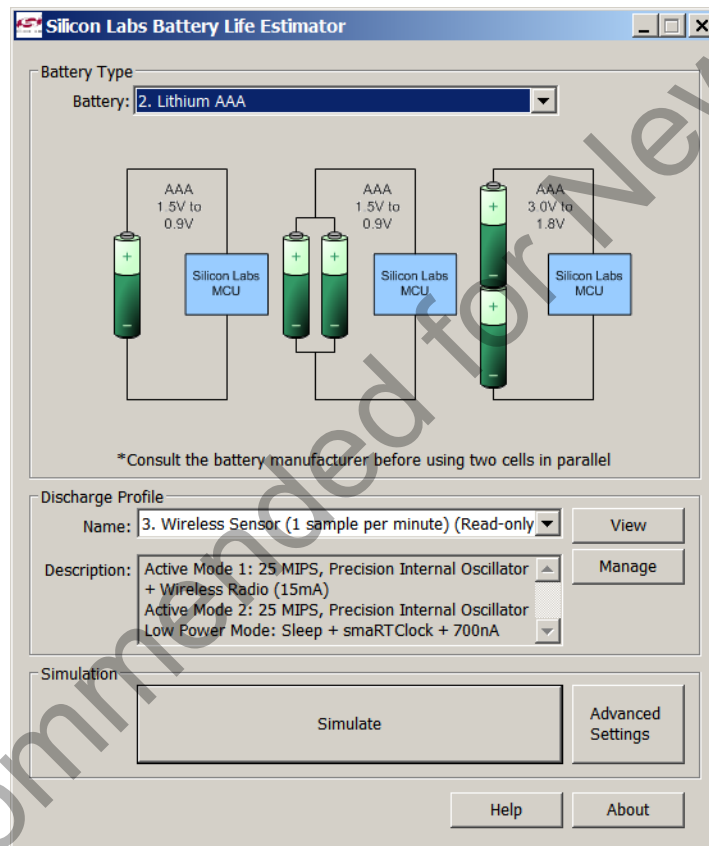 Silicon Labs Battery Life Estimator
Battery Type
Battery: 2. Lithium AAA
AAA
1.5V to
0.9V
+
−
Silicon Labs
MCU
AAA
1.5V to
0.9V
+ +
− −
Silicon Labs
MCU
AAA
3.0V to
1.8V
+
+
−
Silicon Labs
MCU
*Consult the battery manufacturer before using two cells in parallel
Discharge Profile
Name: 3. Wireless Sensor (1 sample per minute) (Read-only
View
Description: Active Mode 1: 25 MIPS, Precision Internal Oscillator
+ Wireless Radio (15mA)
Active Mode 2: 25 MIPS, Precision Internal Oscillator
Low Power Mode: Sleep + smaRTClock + 700nA
Manage
Simulation
Simulate
Advanced
Settings
Help
About
ommended for New